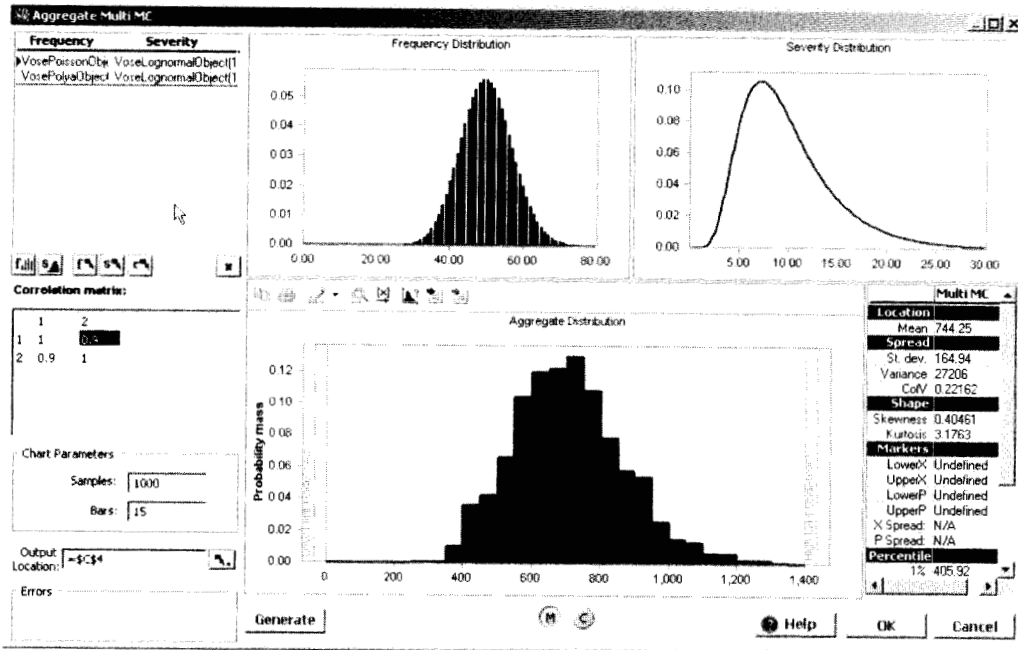 Aggregate Multi MC
Frequency Severity
VosePoissonObje VoseLognormalObject(1
VosePolyaObject VoseLognormalObject(1
Correlation matrix:
1 2
1 1
2 0.9 1
Chart Parameters
Samples: 1000
Bars: 15
Output Location: =$C$4
Errors
Frequency Distribution
0.05
0.04
0.03
0.02
0.01
0.00
0.00 20.00 40.00 60.00 80.00
Severity Distribution
0.10
0.08
0.06
0.04
0.02
0.00
5.00 10.00 15.00 20.00 25.00 30.00
Aggregate Distribution
Probability mass
0.12
0.10
0.08
0.06
0.04
0.02
0.00
0 200 400 600 800 1,000 1,200 1,400
Multi MC
Location
Mean 744.25
Spread
St. dev. 164.94
Variance 27206
CofV 0.22162
Shape
Skewness 0.40461
Kurtosis 3.1763
Markers
LowerX Undefined
UpperX Undefined
LowerP Undefined
UpperP Undefined
X Spread: N/A
P Spread: N/A
Percentile
1% 405.92
Generate
M C
Help OK Cancel